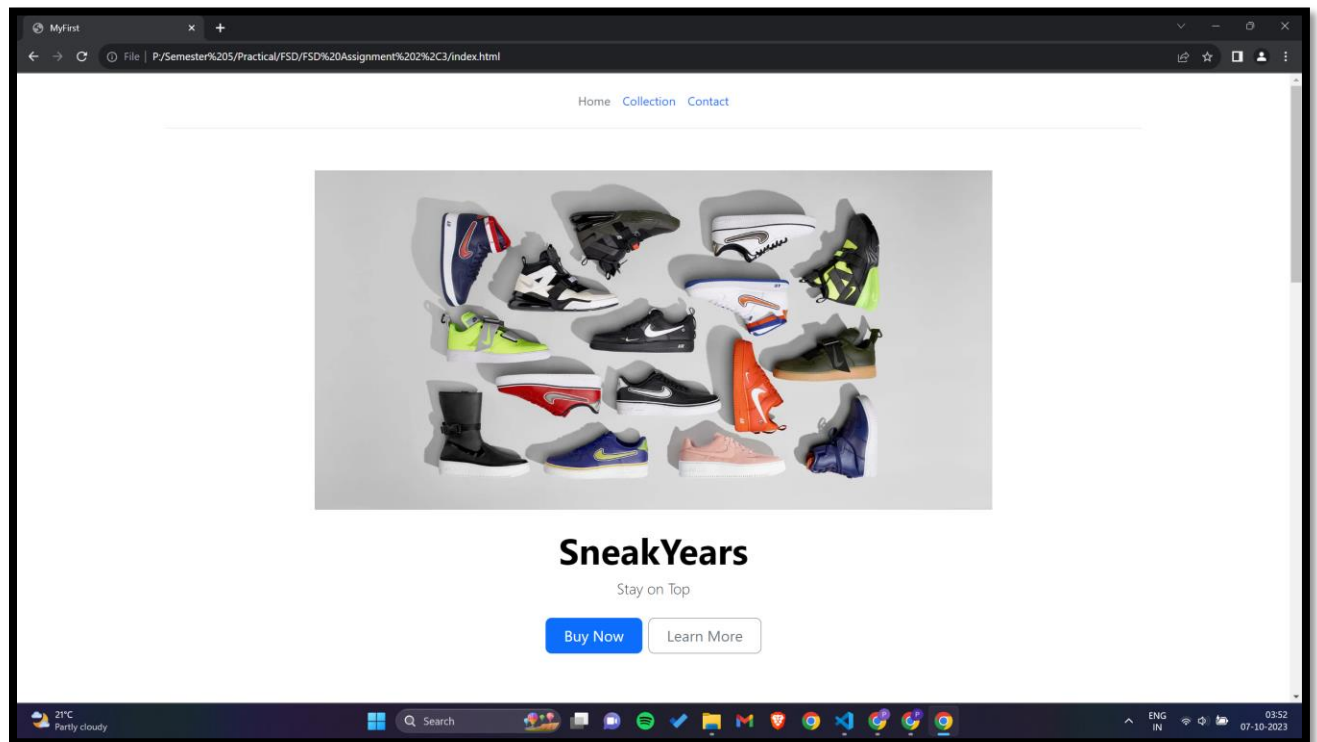 MyFirst
File | P:/Semester%205/Practical/FSD/FSD%20Assignment%202%2C3/index.html
Home Collection Contact
SneakYears
Stay on Top
Buy Now Learn More
21°C
Partly cloudy
Search
ENG
IN
03:52
07-10-2023